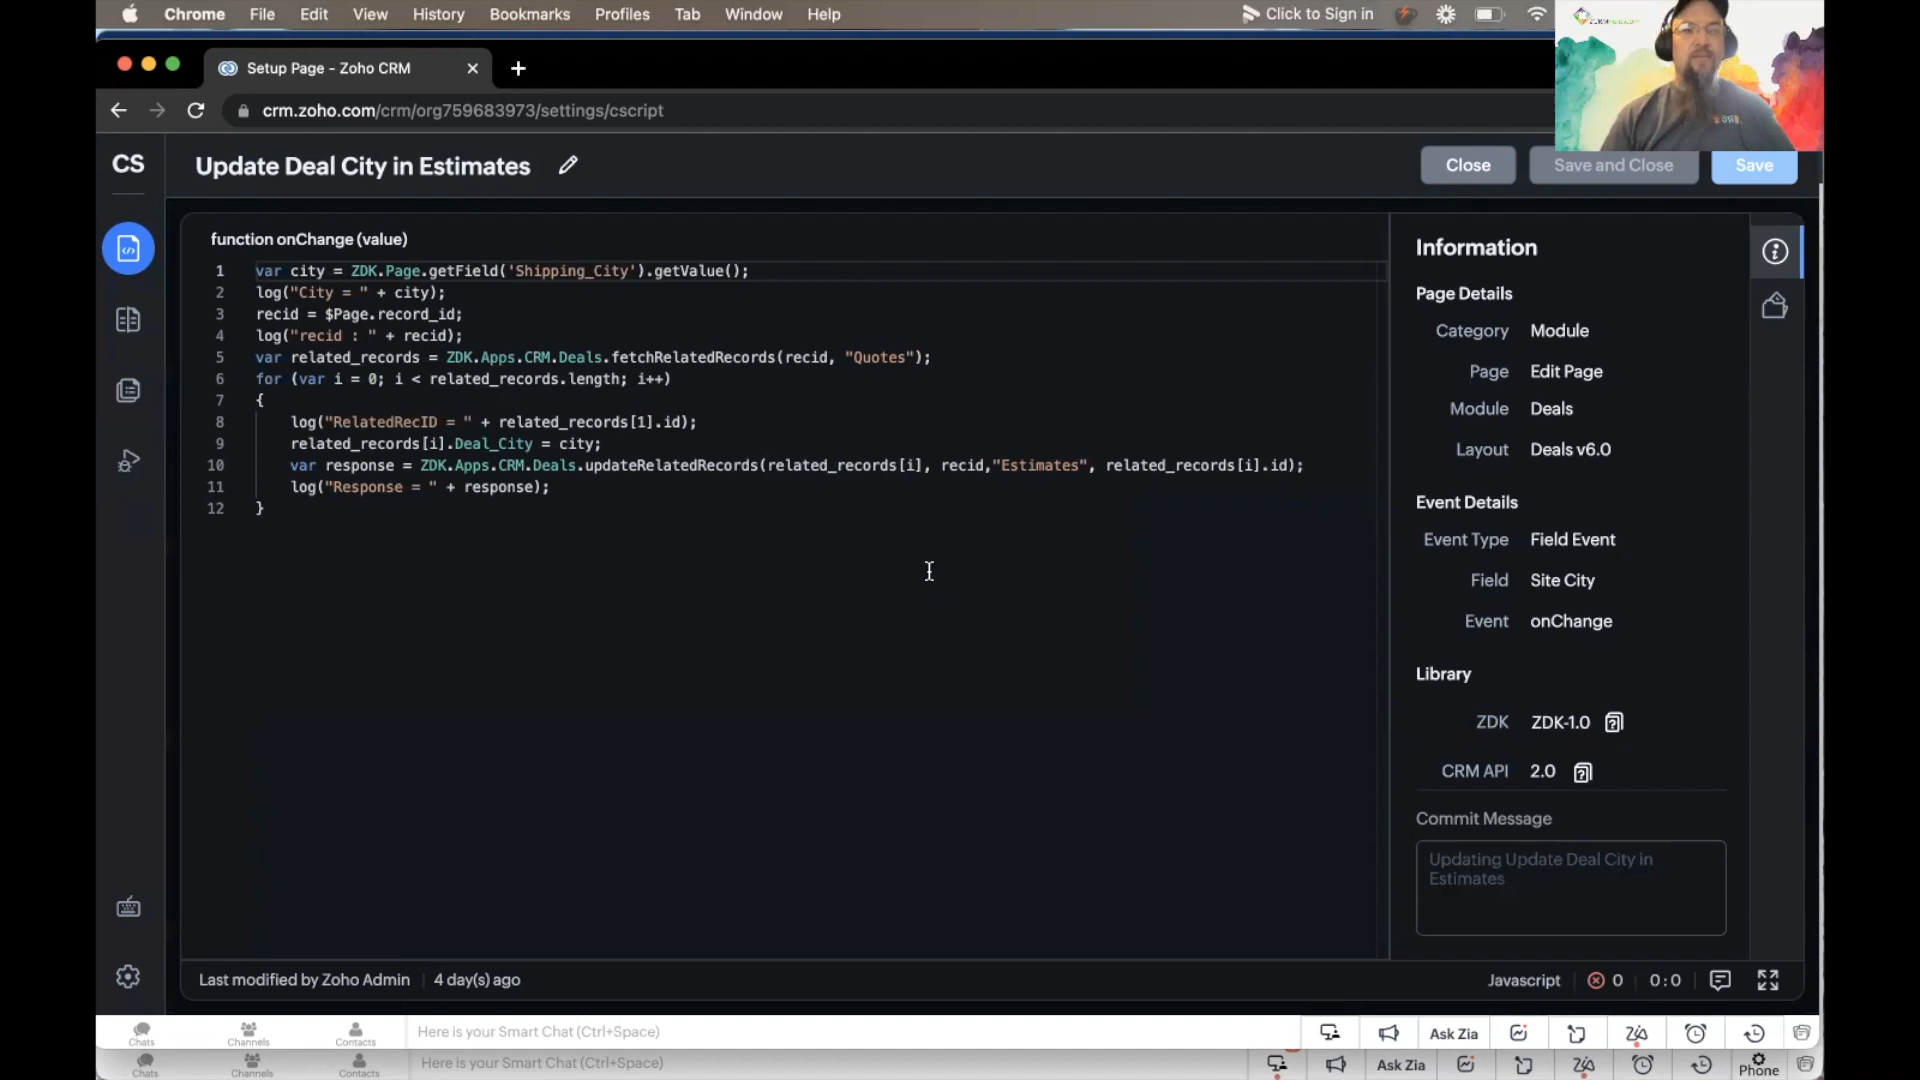 Chrome File Edit View History Bookmarks Profiles Tab Window Help Click to Sign in
Setup Page - Zoho CRM
crm.zoho.com/crm/org759683973/settings/cscript
CS
Update Deal City in Estimates
Close
Save and Close
Save
function onChange (value)
1 var city = ZDK.Page.getField('Shipping_City').getValue();
2 log("City = " + city);
3 recid = $Page.record_id;
4 log("recid : " + recid);
5 var related_records = ZDK.Apps.CRM.Deals.fetchRelatedRecords(recid, "Quotes");
6 for (var i = 0; i < related_records.length; i++)
7 {
8 log("RelatedRecID = " + related_records[1].id);
9 related_records[i].Deal_City = city;
10 var response = ZDK.Apps.CRM.Deals.updateRelatedRecords(related_records[i], recid,"Estimates", related_records[i].id);
11 log("Response = " + response);
12 }
Information
Page Details
Category Module
Page Edit Page
Module Deals
Layout Deals v6.0
Event Details
Event Type Field Event
Field Site City
Event onChange
Library
ZDK ZDK-1.0
CRM API 2.0
Commit Message
Updating Update Deal City in
Estimates
Last modified by Zoho Admin 4 day(s) ago
Javascript 0 0:0
Chats Channels Contacts Here is your Smart Chat (Ctrl+Space) Ask Zia
Chats Channels Contacts Here is your Smart Chat (Ctrl+Space) Ask Zia Phone